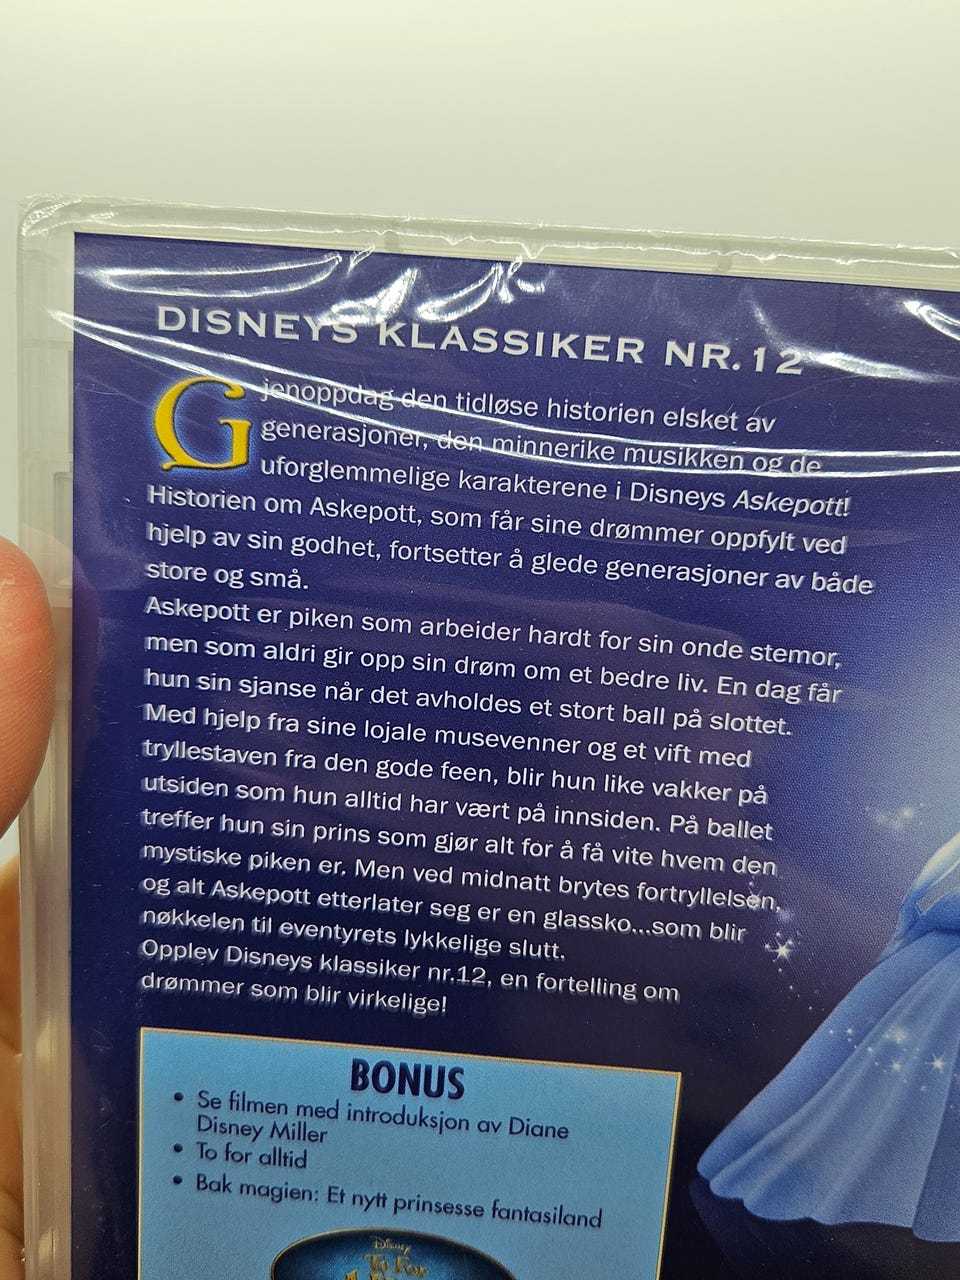 DISNEYS KLASSIKER NR.12
Gjenoppdag den tidløse historien elsket av
generasjoner, den minnerike musikken og de
uforglemmelige karakterene i Disneys Askepott!
Historien om Askepott, som får sine drømmer oppfylt ved
hjelp av sin godhet, fortsetter å glede generasjoner av både
store og små.
Askepott er piken som arbeider hardt for sin onde stemor,
men som aldri gir opp sin drøm om et bedre liv. En dag får
hun sin sjanse når det avholdes et stort ball på slottet.
Med hjelp fra sine lojale musevenner og et vift med
tryllestaven fra den gode feen, blir hun like vakker på
utsiden som hun alltid har vært på innsiden. På ballet
treffer hun sin prins som gjør alt for å få vite hvem den
mystiske piken er. Men ved midnatt brytes fortryllelsen,
og alt Askepott etterlater seg er en glassko...som blir
nøkkelen til eventyrets lykkelige slutt.
Opplev Disneys klassiker nr.12, en fortelling om
drømmer som blir virkelige!
BONUS
• Se filmen med introduksjon av Diane
Disney Miller
• To for alltid
• Bak magien: Et nytt prinsesse fantasiland
Disney
To For